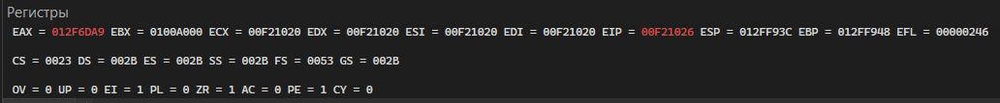 Регистры
EAX = 012F6DA9 EBX = 0100A000 ECX = 00F21020 EDX = 00F21020 ESI = 00F21020 EDI = 00F21020 EIP = 00F21026 ESP = 012FF93C EBP = 012FF948 EFL = 00000246
CS = 0023 DS = 002B ES = 002B SS = 002B FS = 0053 GS = 002B
OV = 0 UP = 0 EI = 1 PL = 0 ZR = 1 AC = 0 PE = 1 CY = 0